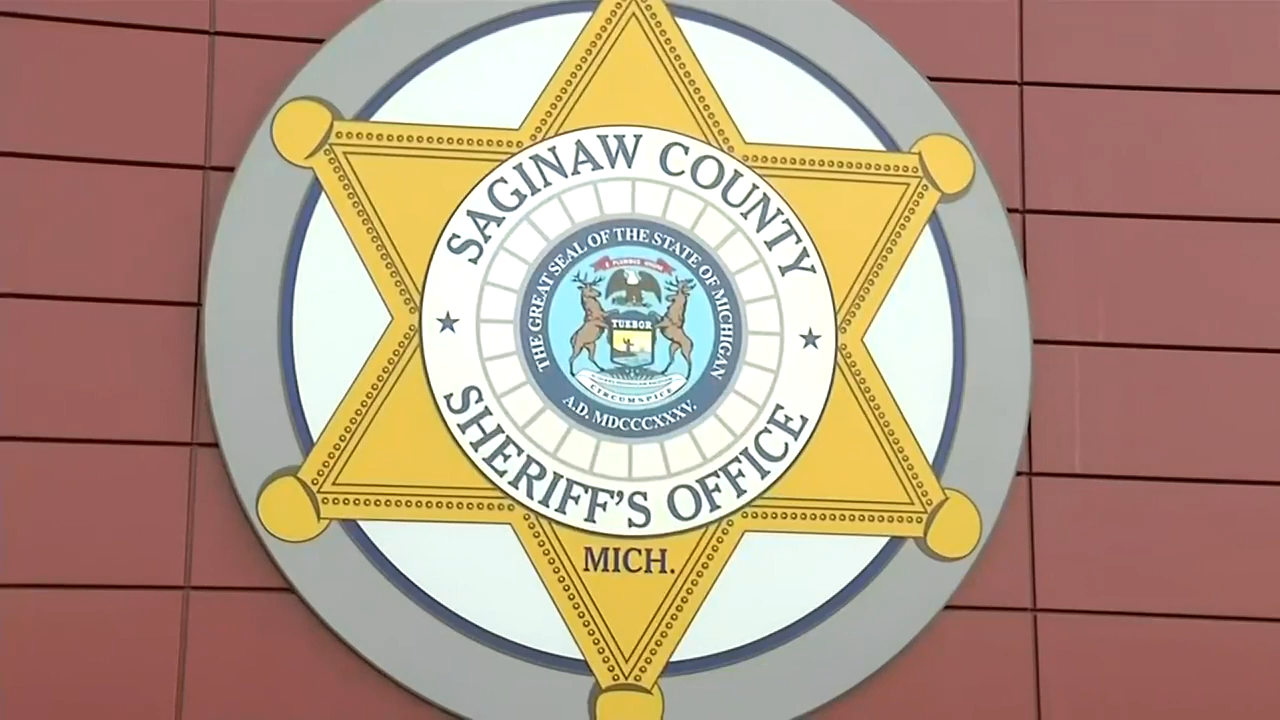 SAGINAW COUNTY
THE GREAT SEAL OF THE STATE OF MICHIGAN
E PLURIBUS UNUM
TUEBOR
CIRCUMSPICE
A.D. MDCCCXXXV.
SHERIFF'S OFFICE
MICH.